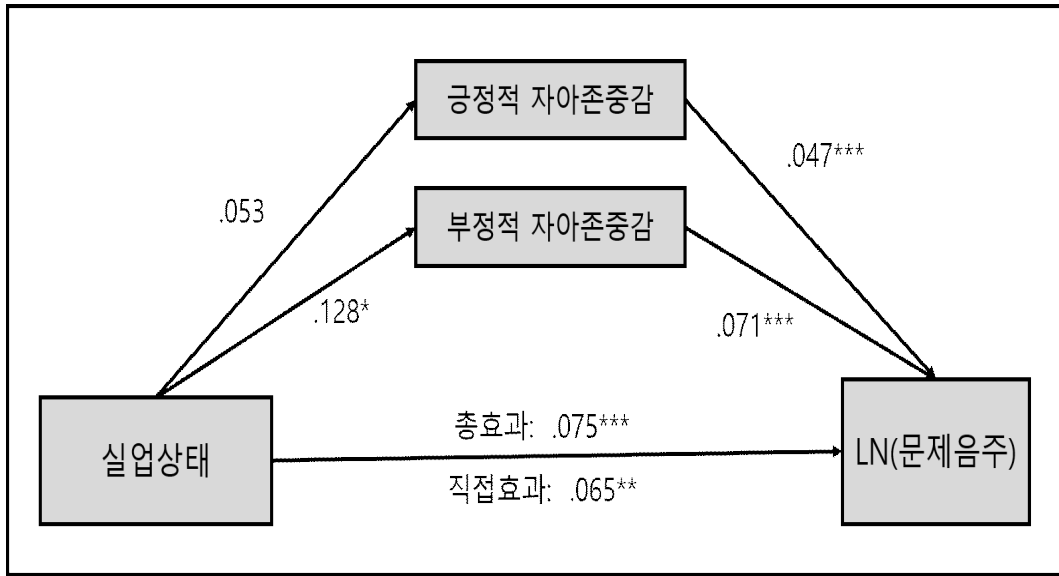 긍정적 자아존중감
.047***
.053
부정적 자아존중감
.128*
.071***
실업상태
총효과: .075***
직접효과: .065**
LN(문제음주)